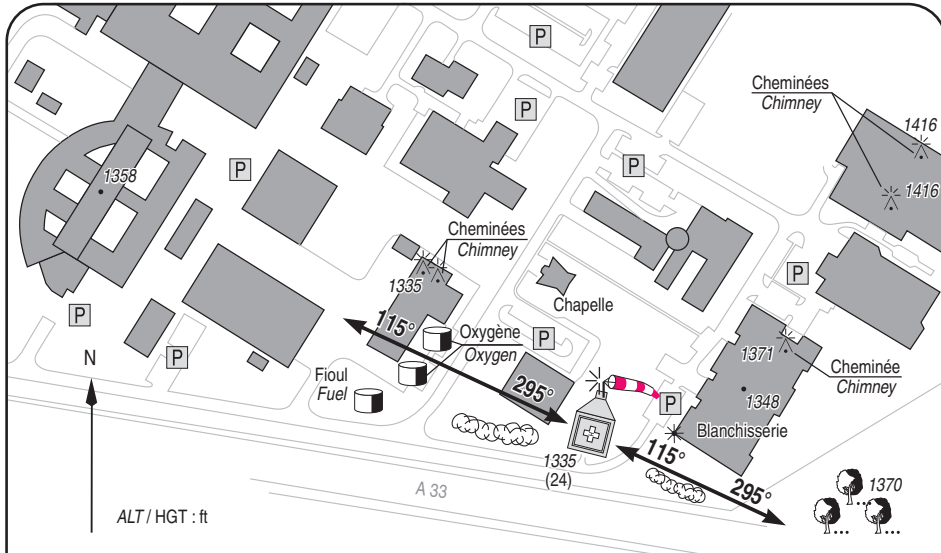 P
Cheminées
Chimney
1416
P
1416
P
P
1358
Cheminées
Chimney
1335
P
Chapelle
P
115°
Oxygène
Oxygen
P
1371
Cheminée
Chimney
P
N
Fioul
Fuel
295°
P
1348
Blanchisserie
1335
(24)
115°
295°
1370
A 33
ALT / HGT : ft